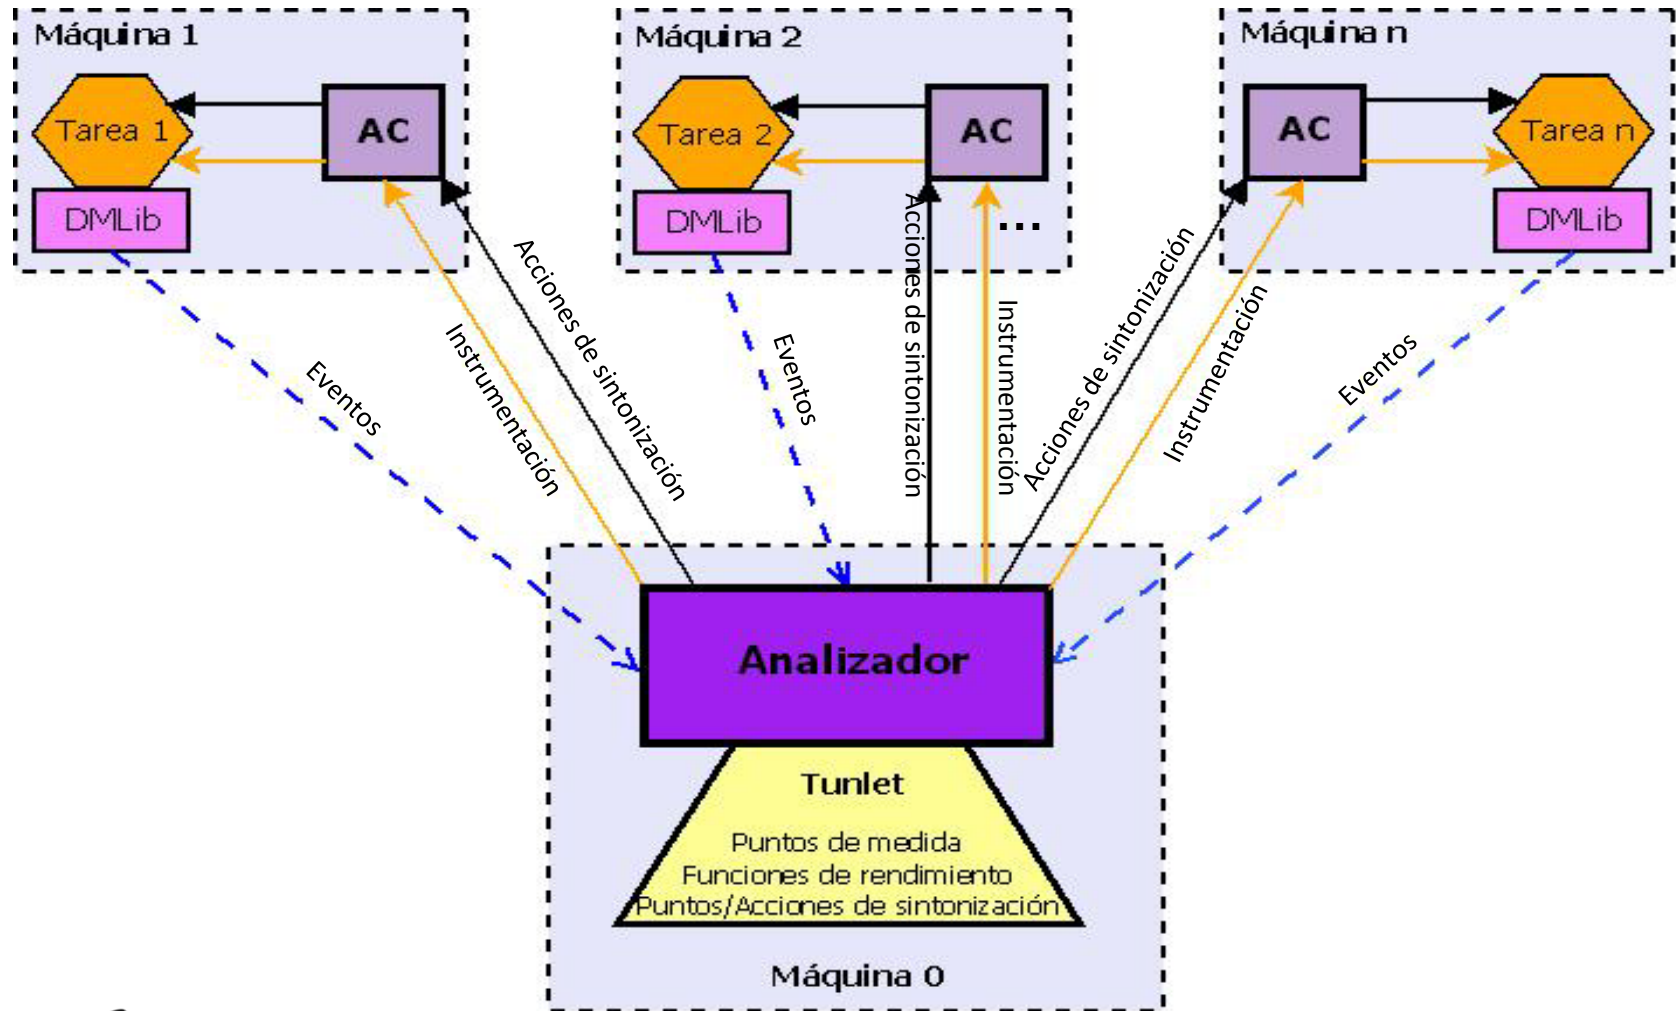 Máquina 1
Máquina 2
Máquina n
Tarea 1
AC
Tarea 2
AC
AC
Tarea n
DMLib
DMLib
...
DMLib
Eventos
Instrumentación
Acciones de sintonización
Eventos
Acciones de sintonización
Instrumentación
Acciones de sintonización
Instrumentación
Eventos
Analizador
Tunlet
Puntos de medida
Funciones de rendimiento
Puntos/Acciones de sintonización
Máquina 0